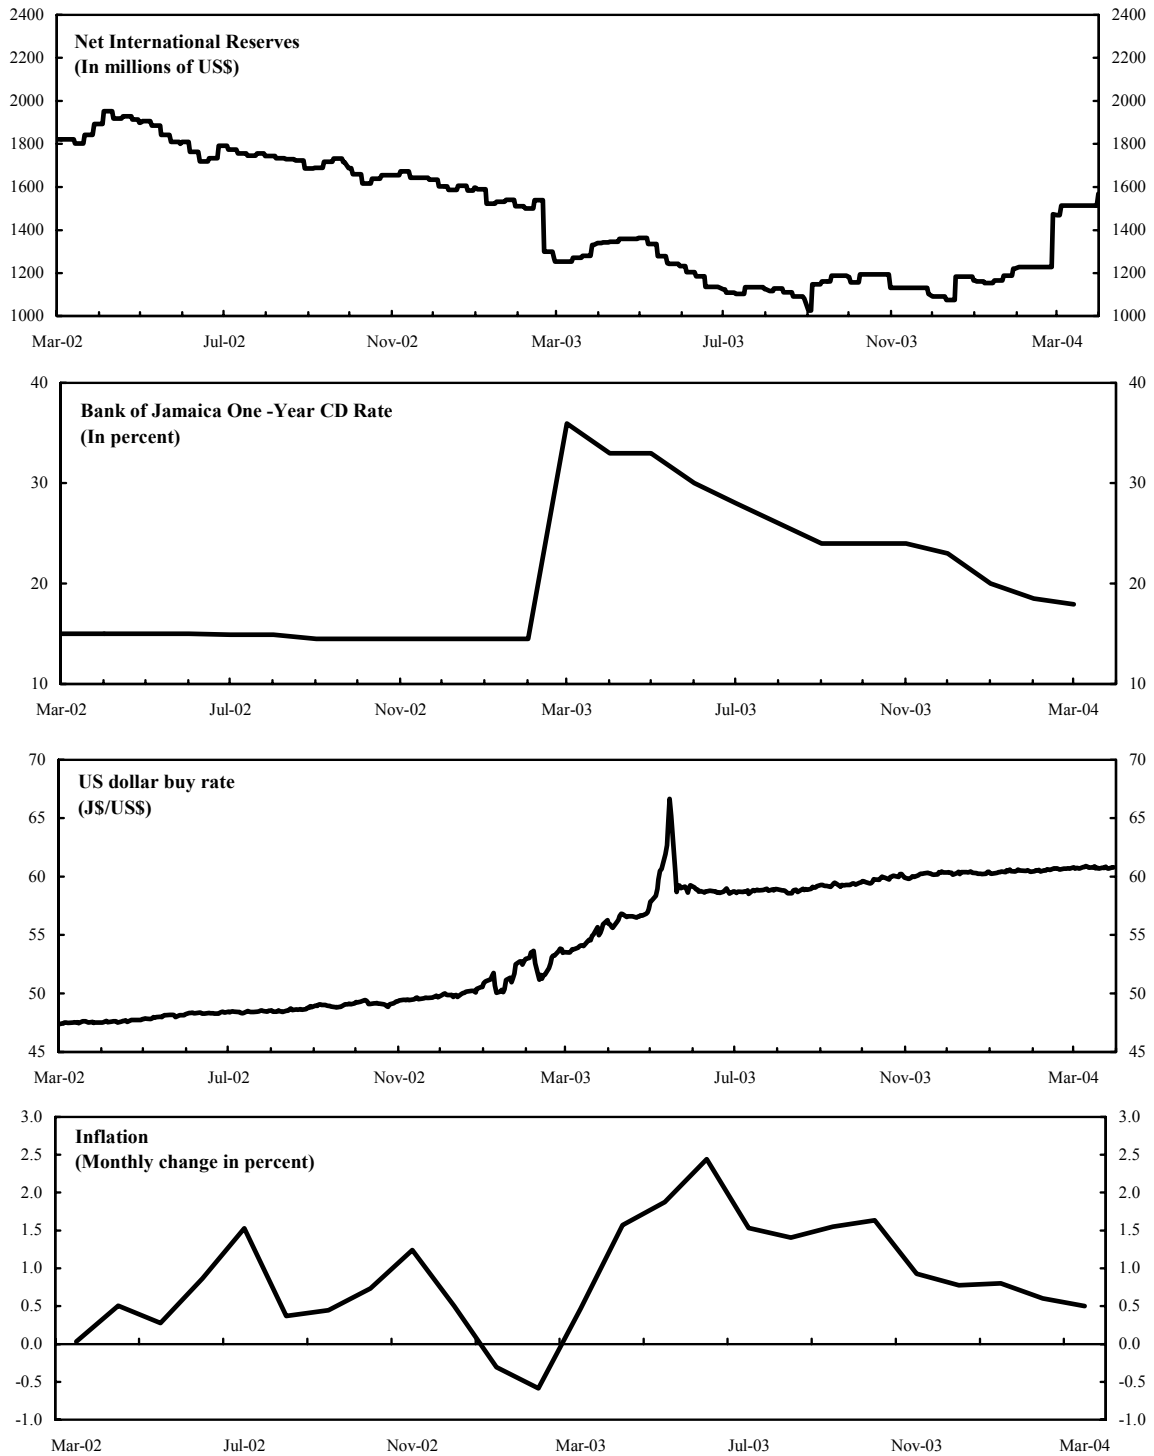 2400 2400
Net International Reserves
(In millions of US$)
2200 2200
2000 2000
1800 1800
1600 1600
1400 1400
1200 1200
1000 1000
Mar-02 Jul-02 Nov-02 Mar-03 Jul-03 Nov-03 Mar-04
40 40
Bank of Jamaica One -Year CD Rate
(In percent)
30 30
20 20
10 10
Mar-02 Jul-02 Nov-02 Mar-03 Jul-03 Nov-03 Mar-04
70 70
US dollar buy rate
(J$/US$)
65 65
60 60
55 55
50 50
45 45
Mar-02 Jul-02 Nov-02 Mar-03 Jul-03 Nov-03 Mar-04
3.0 3.0
Inflation
(Monthly change in percent)
2.5 2.5
2.0 2.0
1.5 1.5
1.0 1.0
0.5 0.5
0.0 0.0
-0.5 -0.5
-1.0 -1.0
Mar-02 Jul-02 Nov-02 Mar-03 Jul-03 Nov-03 Mar-04